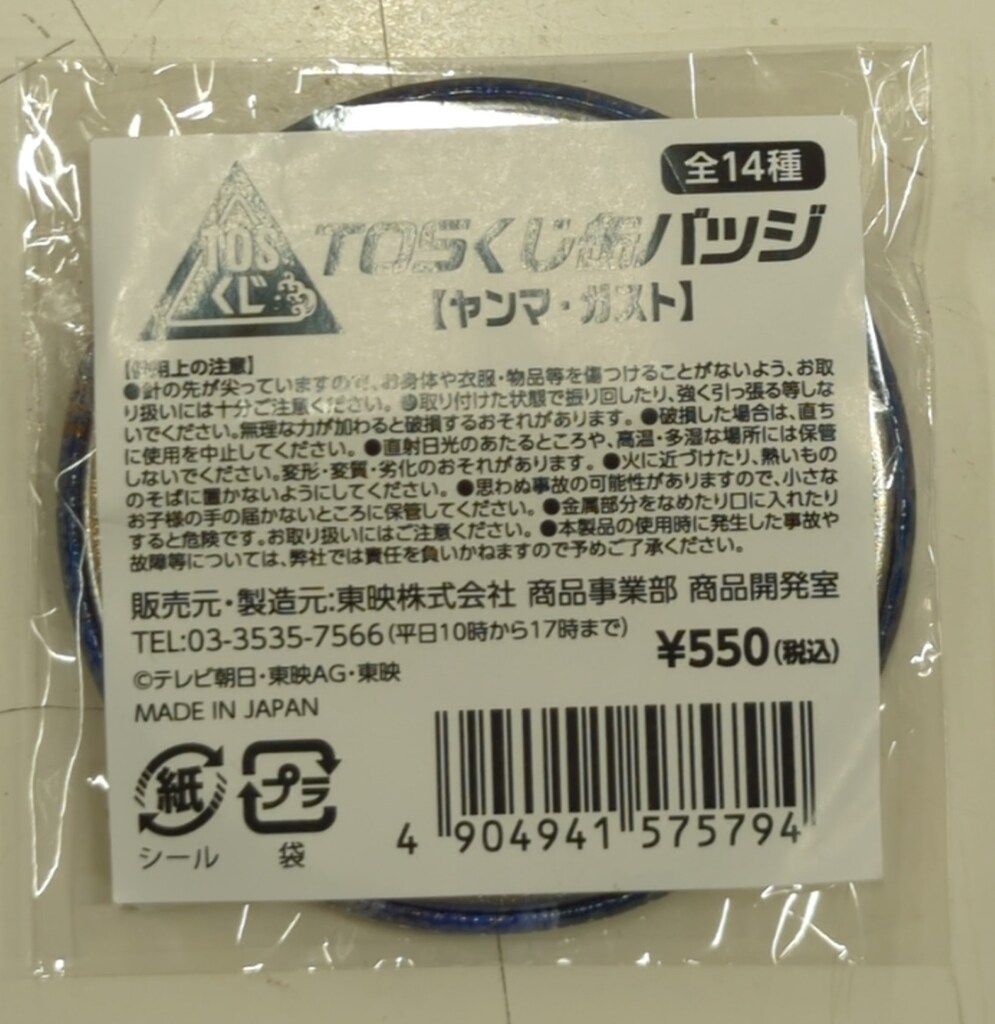 全14種
TOSくじ
TOSくじ缶バッジ
【ヤンマ・ガスト】
【使用上の注意】
●針の先が尖っていますので、お身体や衣服・物品等を傷つけることがないよう、お取
り扱いには十分ご注意ください。●取り付けた状態で振り回したり、強く引っ張る等しな
いでください。無理な力が加わると破損するおそれがあります。●破損した場合は、直ち
に使用を中止してください。●直射日光のあたるところや、高温・多湿な場所には保管
しないでください。変形・変質・劣化のおそれがあります。●火に近づけたり、熱いもの
のそばに置かないようにしてください。●思わぬ事故の可能性がありますので、小さな
お子様の手の届かないところに保管してください。●金属部分をなめたり口に入れたり
すると危険です。お取り扱いにはご注意ください。●本製品の使用時に発生した事故や
故障等については、弊社では責任を負いかねますので予めご了承ください。
販売元・製造元:東映株式会社 商品事業部 商品開発室
TEL:03-3535-7566(平日10時から17時まで)
¥550(税込)
©テレビ朝日・東映AG・東映
MADE IN JAPAN
紙
シール
プラ
袋
4 904941 575794